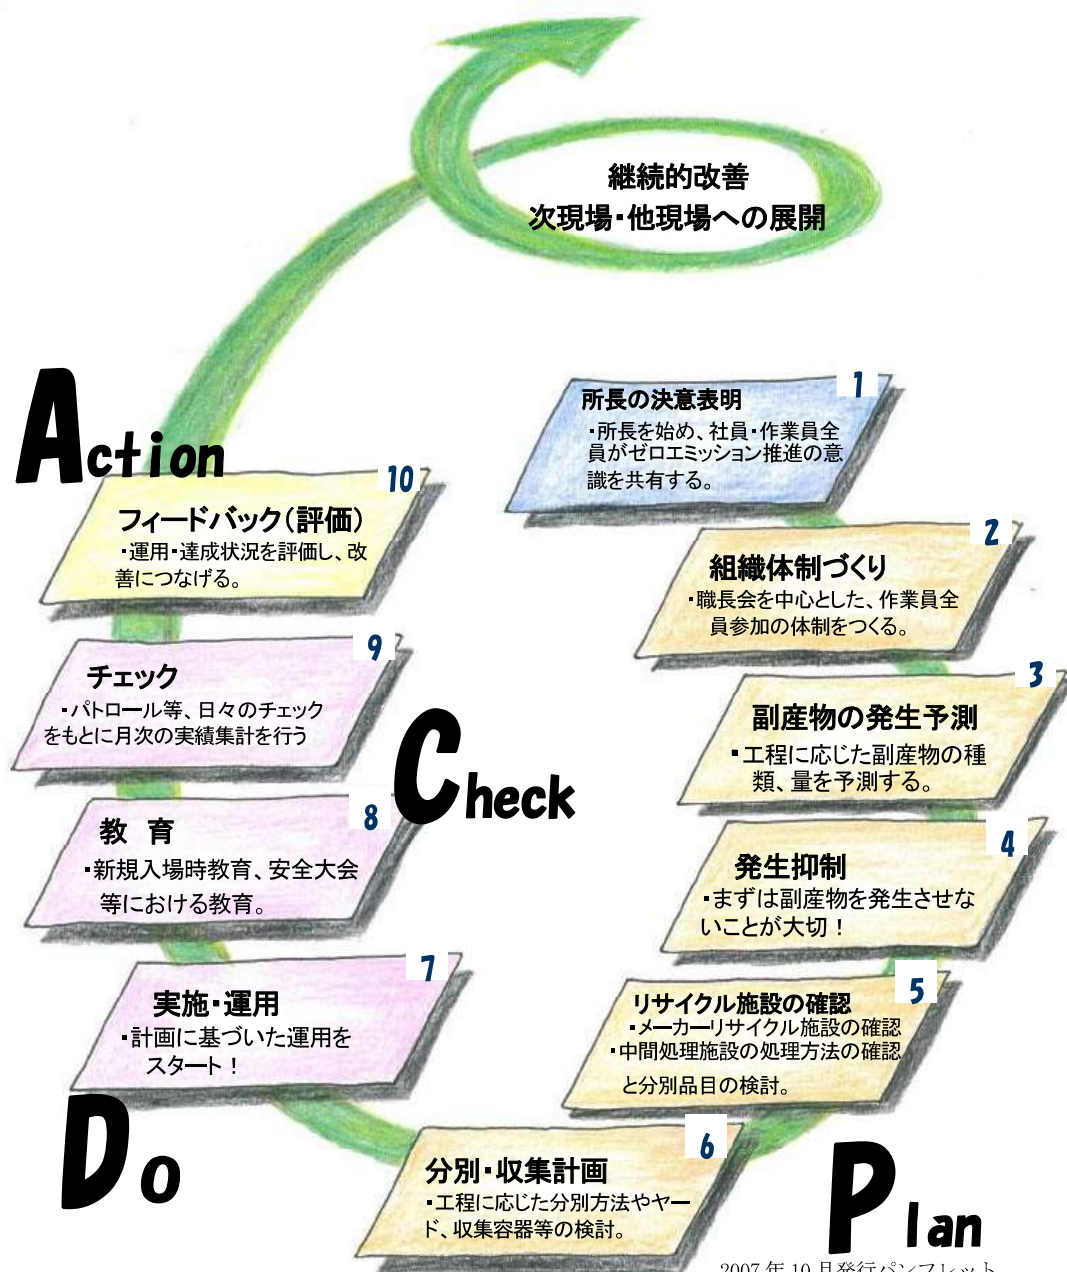 継続的改善
次現場・他現場への展開
Action
1
所長の決意表明
・所長を始め、社員・作業員全
員がゼロエミッション推進の意
識を共有する。
2
組織体制づくり
・職長会を中心とした、作業員全
員参加の体制をつくる。
3
副産物の発生予測
・工程に応じた副産物の種
類、量を予測する。
4
発生抑制
・まずは副産物を発生させな
いことが大切！
5
リサイクル施設の確認
・メーカーリサイクル施設の確認
・中間処理施設の処理方法の確認
と分別品目の検討。
6
分別・収集計画
・工程に応じた分別方法やヤー
ド、収集容器等の検討。
Plan
7
実施・運用
・計画に基づいた運用を
スタート！
Do
8
教 育
・新規入場時教育、安全大会
等における教育。
Check
9
チェック
・パトロール等、日々のチェック
をもとに月次の実績集計を行う
10
フィードバック（評価）
・運用・達成状況を評価し、改
善につなげる。
2007 年 10 月発行パンフレット